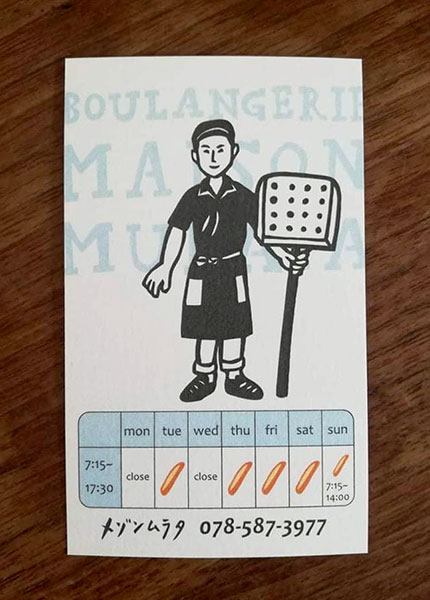 BOULANGERIE
MAISON
MURATA
mon tue wed thu fri sat sun
7:15–
17:30
close close
7:15–
14:00
メゾンムラタ 078-587-3977